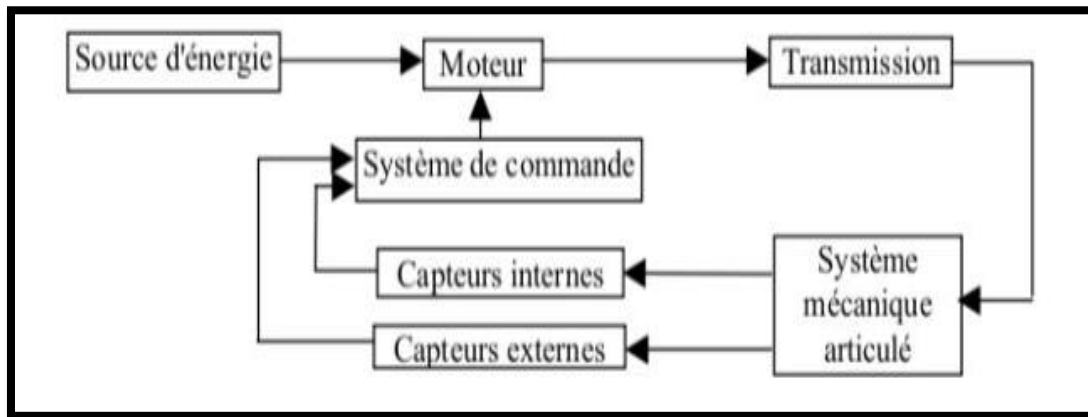 Source d'énergie
Moteur
Transmission
Système de commande
Capteurs internes
Capteurs externes
Système
mécanique
articulé